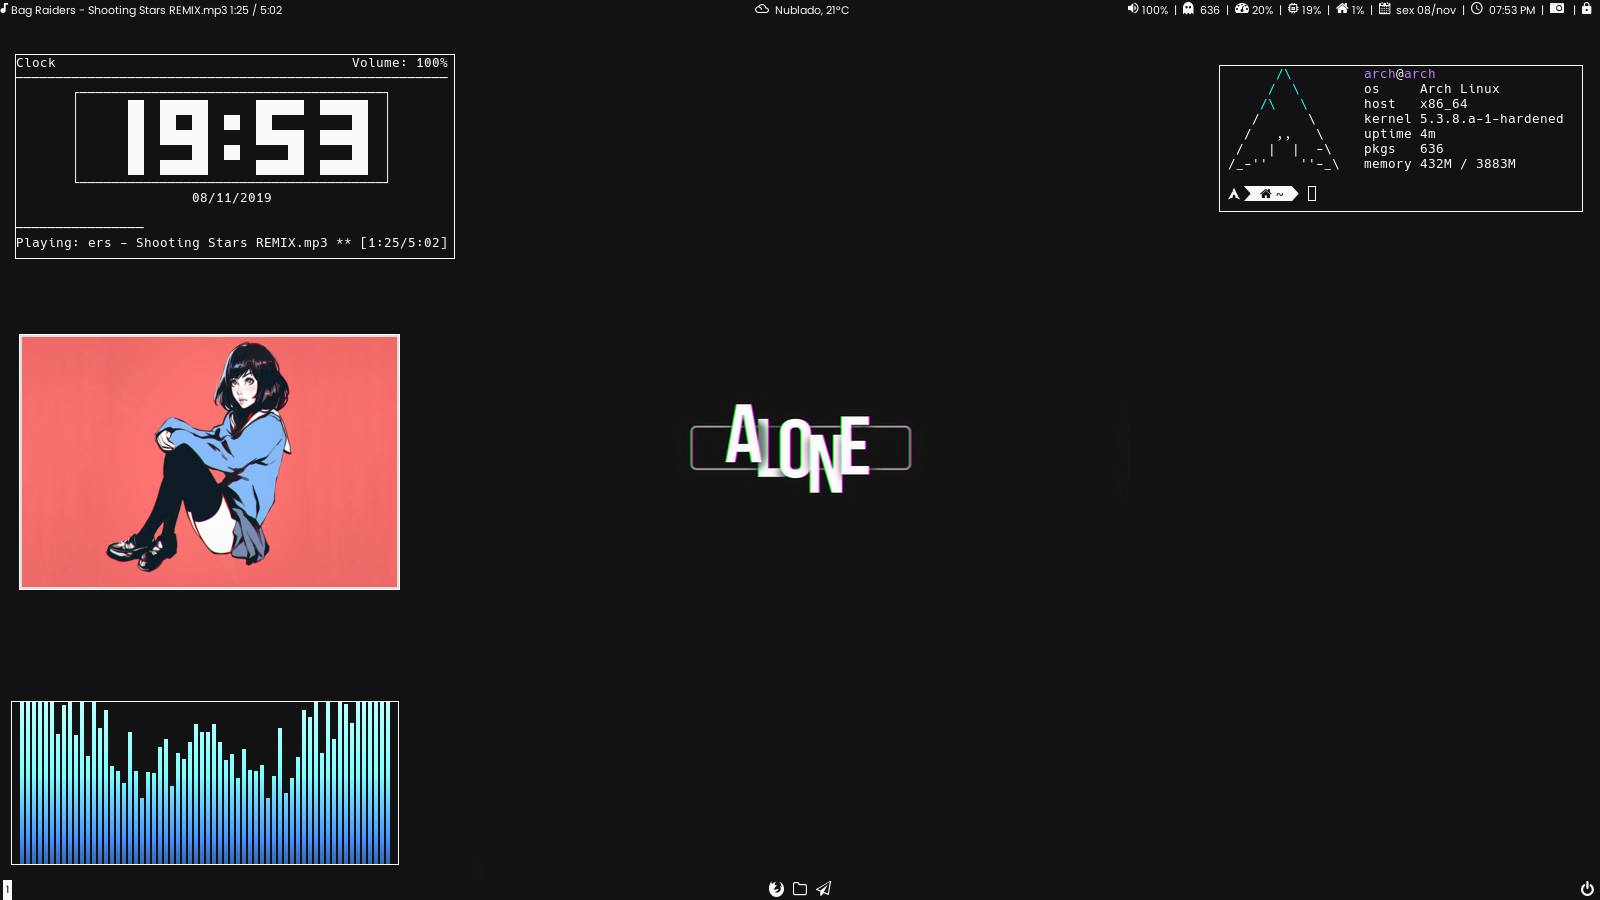 Bag Raiders - Shooting Stars REMIX.mp3 1:25 / 5:02
Nublado, 21°C
100% | 636 | 20% | 19% | 1% | sex 08/nov | 07:53 PM | |
Clock Volume: 100%
19:53
08/11/2019
Playing: ers - Shooting Stars REMIX.mp3 ** [1:25/5:02]
arch@arch
os Arch Linux
host x86_64
kernel 5.3.8.a-1-hardened
uptime 4m
pkgs 636
memory 432M / 3883M
~
ALONE
1